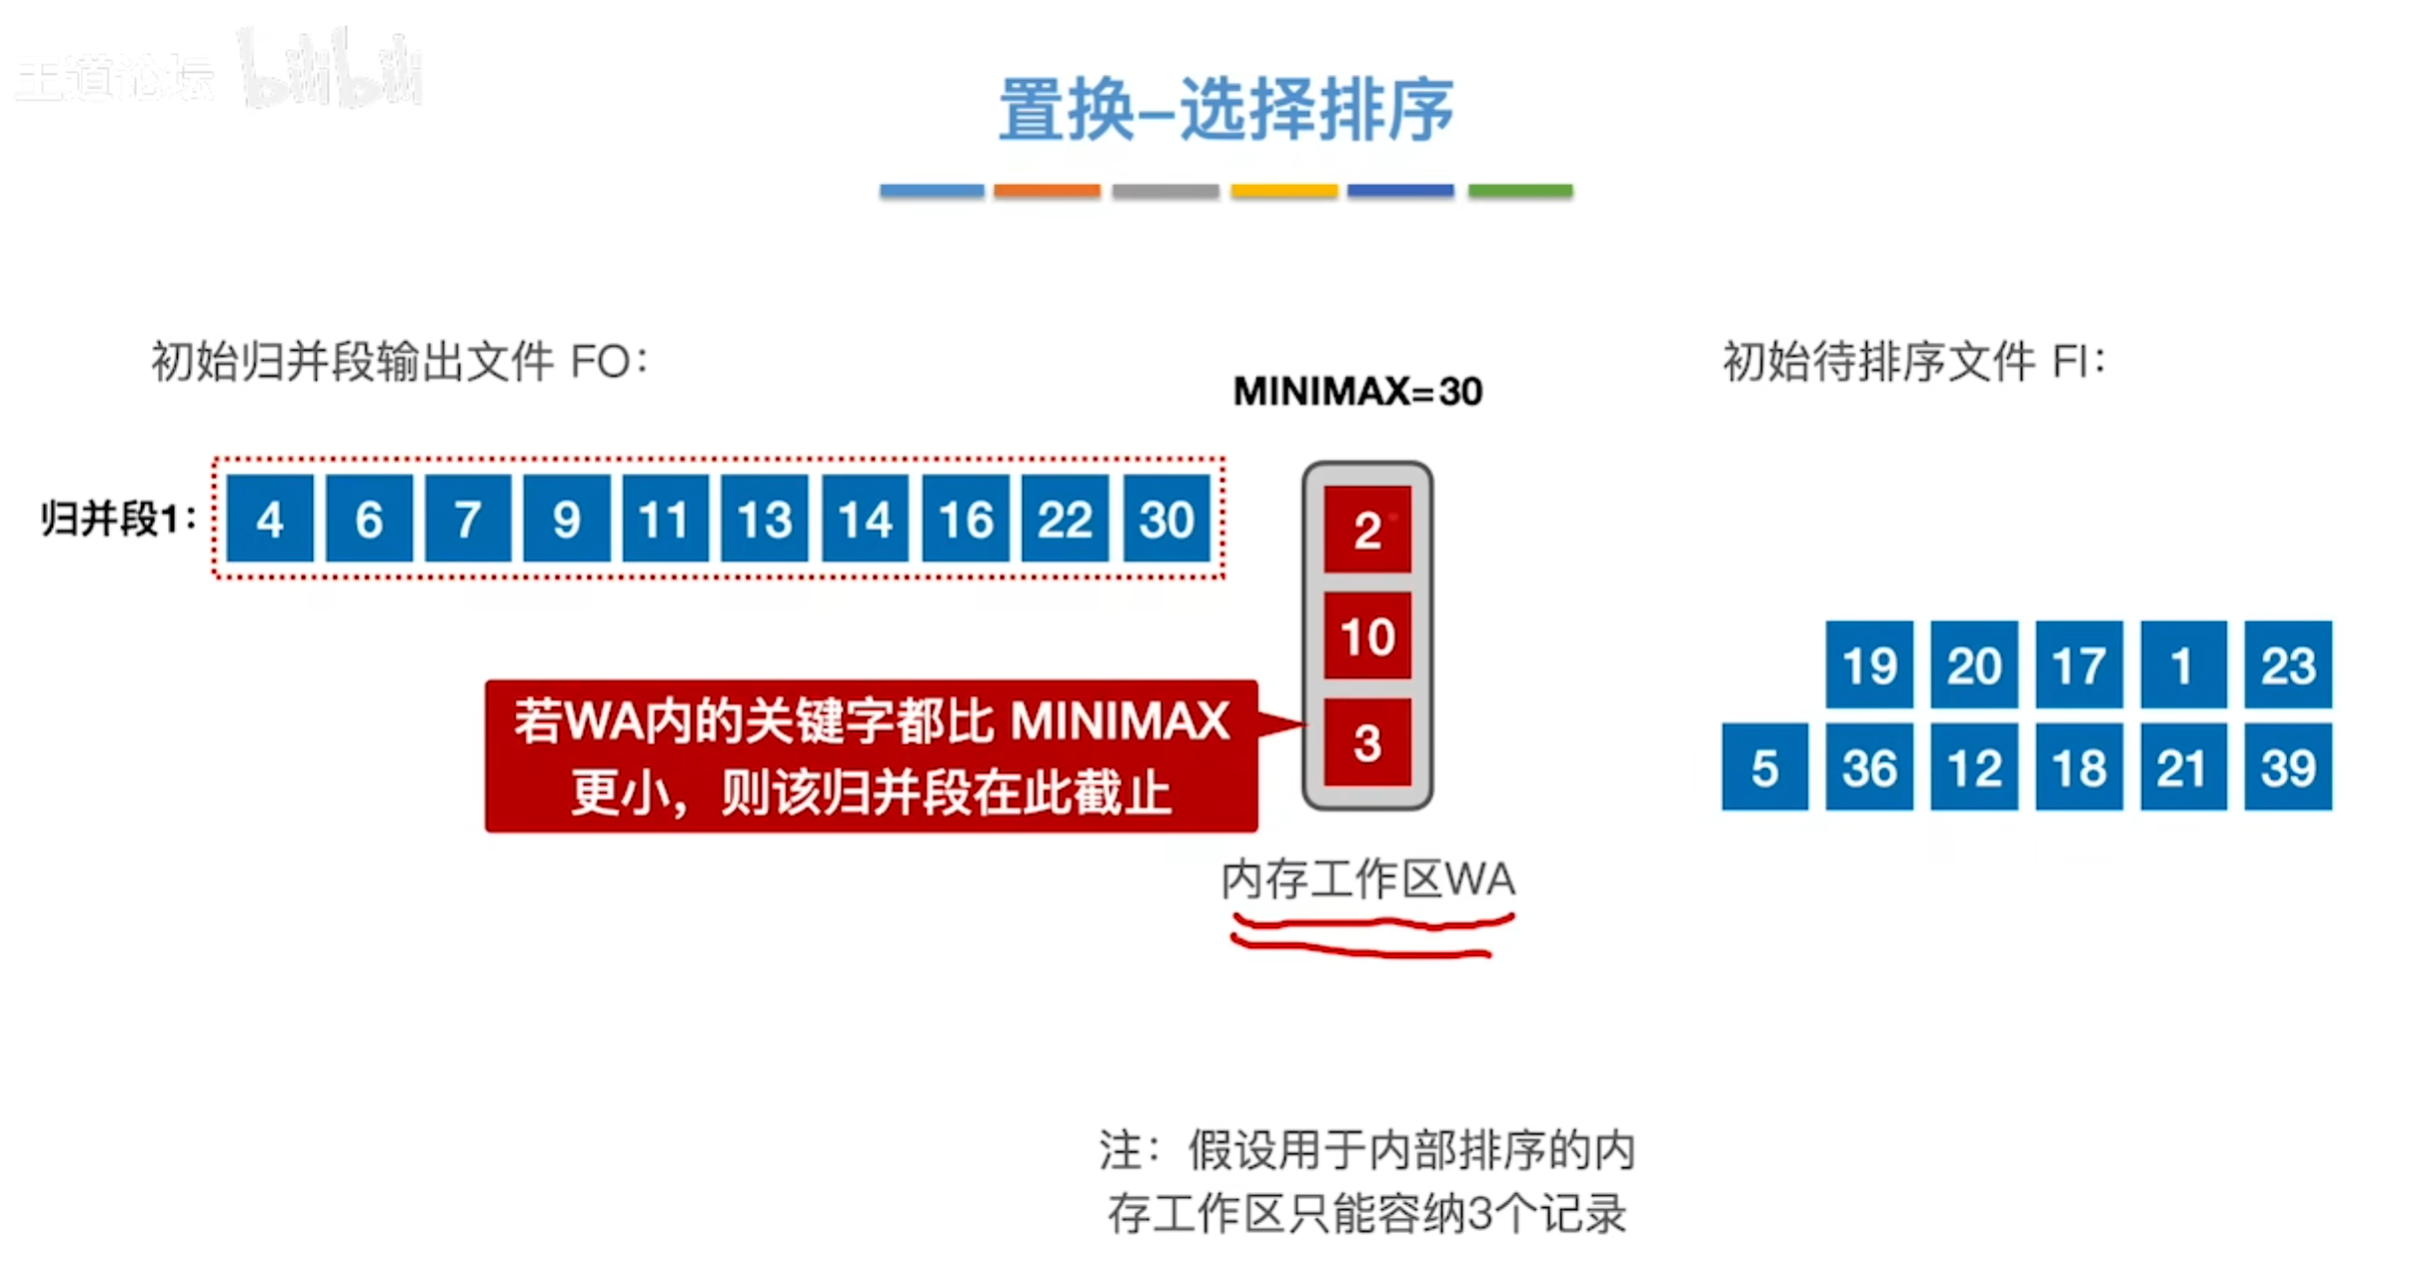 王道论坛 bilibili
置换-选择排序
初始归并段输出文件 FO：
初始待排序文件 FI：
MINIMAX=30
归并段1： 4 6 7 9 11 13 14 16 22 30
2
10
3
若WA内的关键字都比 MINIMAX
更小，则该归并段在此截止
19 20 17 1 23
5 36 12 18 21 39
内存工作区WA
注：假设用于内部排序的内
存工作区只能容纳3个记录